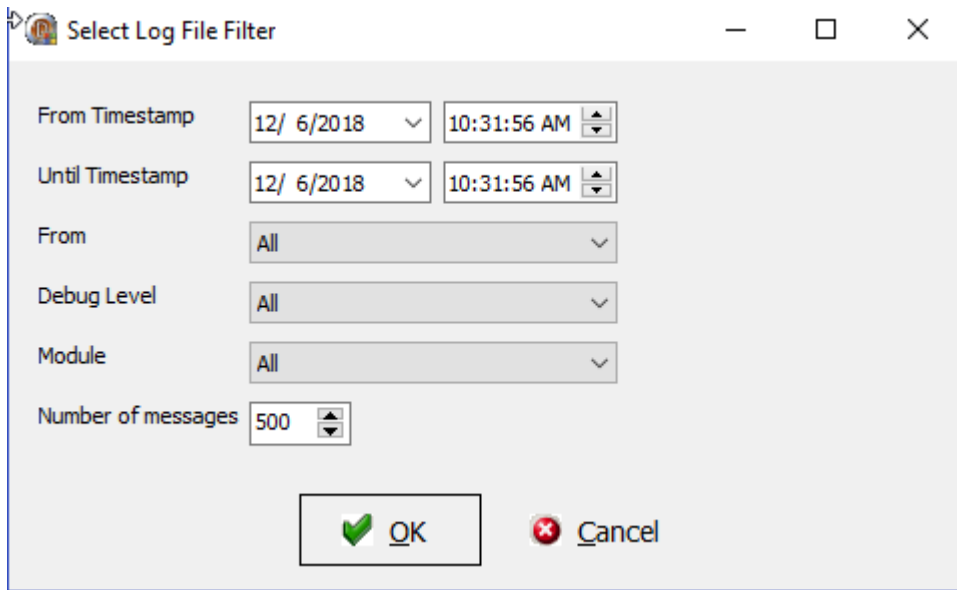 Select Log File Filter
From Timestamp 12/ 6/2018 10:31:56 AM
Until Timestamp 12/ 6/2018 10:31:56 AM
From All
Debug Level All
Module All
Number of messages 500
OK Cancel